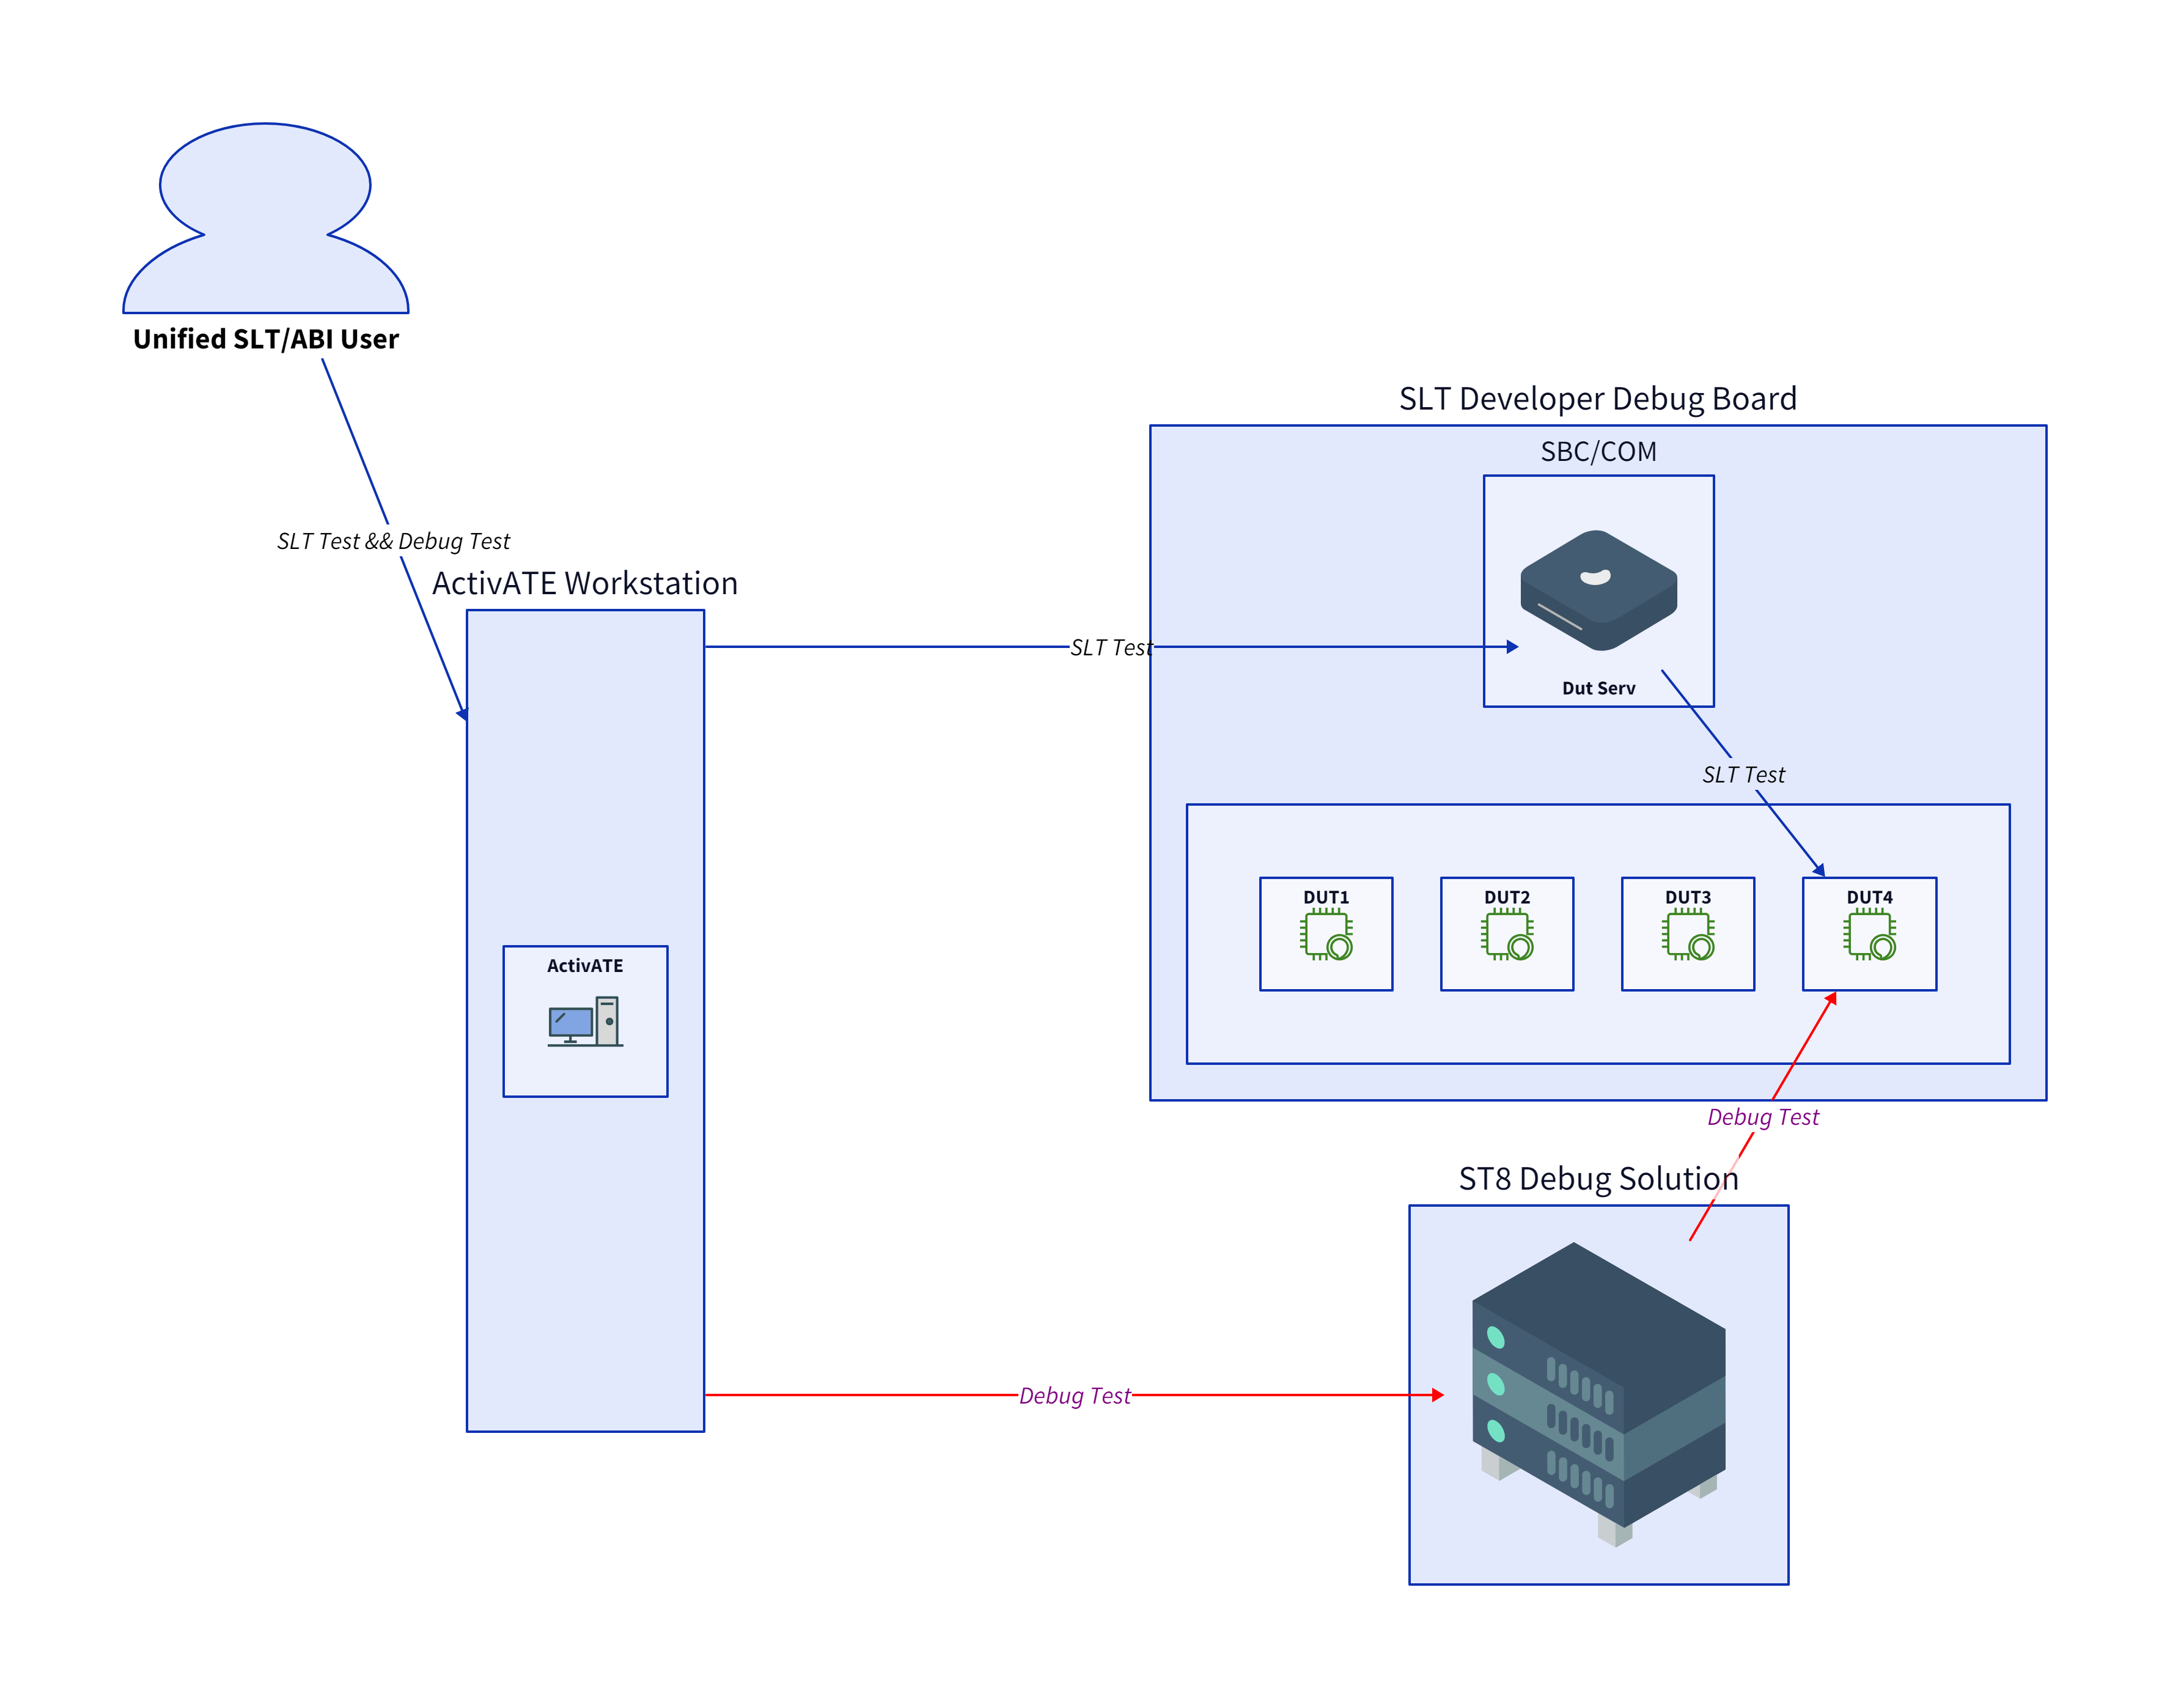 Unified SLT/ABI User
SLT Test && Debug Test
ActivATE Workstation
ActivATE
SLT Test
SLT Developer Debug Board
SBC/COM
Dut Serv
SLT Test
DUT1
DUT2
DUT3
DUT4
Debug Test
ST8 Debug Solution
Debug Test